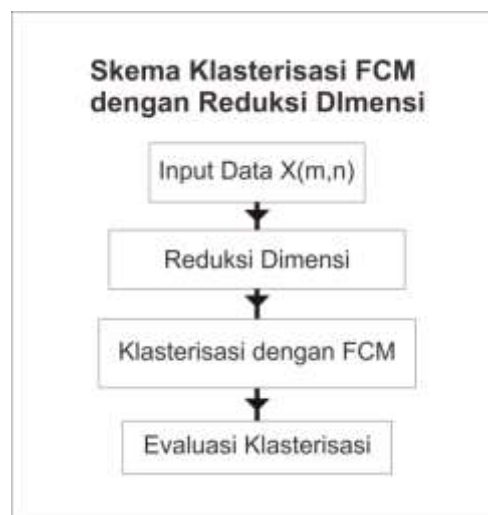 Skema Klasterisasi FCM
dengan Reduksi DImensi
Input Data X(m,n)
Reduksi Dimensi
Klasterisasi dengan FCM
Evaluasi Klasterisasi